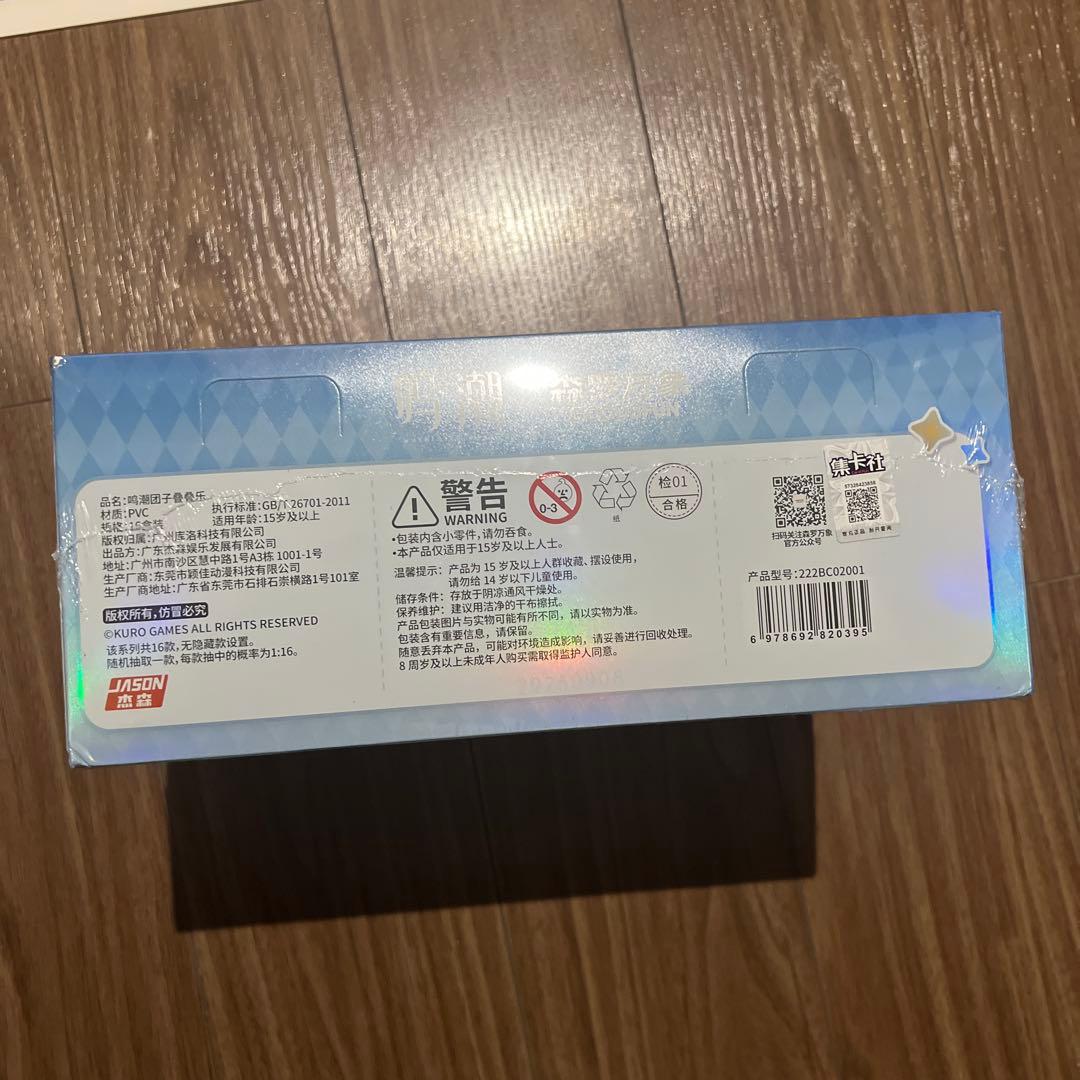 鸣潮 杰森万象
品名:鸣潮团子叠叠乐
材质:PVC 执行标准:GB/T 26701-2011
规格:16盒装 适用年龄:15岁及以上
版权归属:广州库洛科技有限公司
出品方:广东杰森娱乐发展有限公司
地址:广州市南沙区慧中路1号A3栋 1001-1号
生产厂商:东莞市颖佳动漫科技有限公司
生产厂商地址:广东省东莞市石排石崇横路1号101室
版权所有,仿冒必究
©KURO GAMES ALL RIGHTS RESERVED
该系列共16款,无隐藏款设置。
随机抽取一款,每款抽中的概率为1:16。
JASON
杰森
警告
WARNING
0-3
纸
检01
合格
•包装内含小零件,请勿吞食。
•本产品仅适用于15岁及以上人士。
温馨提示:产品为 15 岁及以上人群收藏、摆设使用,
请勿给 14 岁以下儿童使用。
储存条件:存放于阴凉通风干燥处。
保养维护:建议用洁净的干布擦拭。
产品包装图片与实物可能有所不同,请以实物为准。
包装含有重要信息,请保留。
随意丢弃本产品,可能对环境造成影响,请妥善进行回收处理。
8 周岁及以上未成年人购买需取得监护人同意。
集卡社
扫码关注森罗万象
官方公众号
产品型号:222BC02001
6 978692 820395